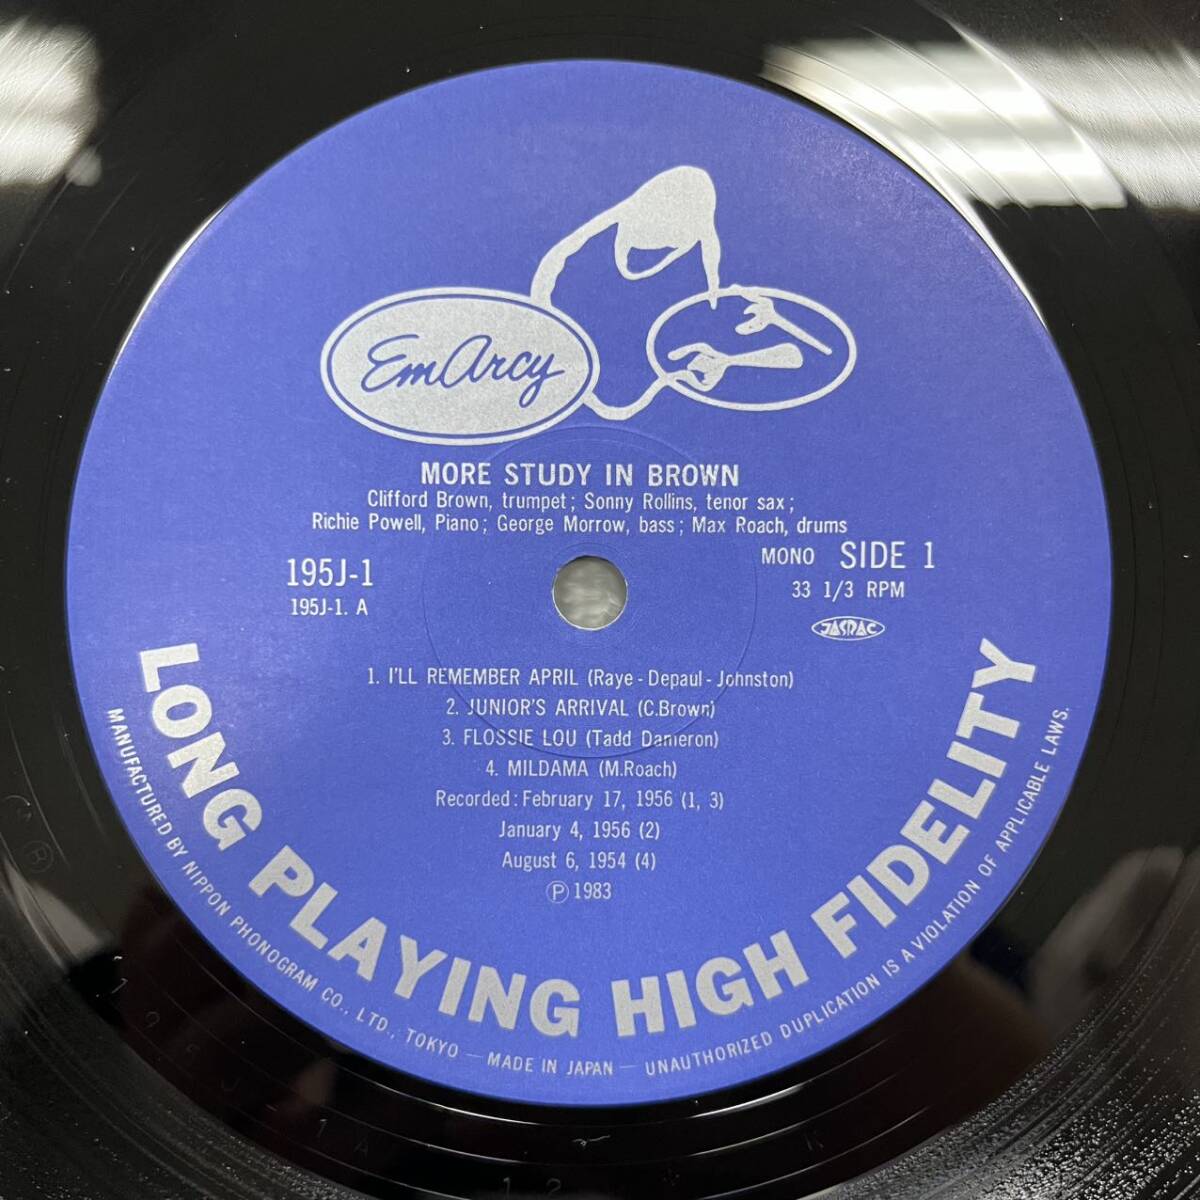 EmArcy
MORE STUDY IN BROWN
Clifford Brown, trumpet; Sonny Rollins, tenor sax;
Richie Powell, Piano; George Morrow, bass; Max Roach, drums
195J-1
195J-1. A
MONO SIDE 1
33 1/3 RPM
JASRAC
1. I'LL REMEMBER APRIL (Raye-Depaul-Johnston)
2. JUNIOR'S ARRIVAL (C.Brown)
3. FLOSSIE LOU (Tadd Dameron)
4. MILDAMA (M.Roach)
Recorded: February 17, 1956 (1, 3)
January 4, 1956 (2)
August 6, 1954 (4)
Ⓟ 1983
LONG PLAYING HIGH FIDELITY
MANUFACTURED BY NIPPON PHONOGRAM CO., LTD., TOKYO — MADE IN JAPAN — UNAUTHORIZED DUPLICATION IS A VIOLATION OF APPLICABLE LAWS.